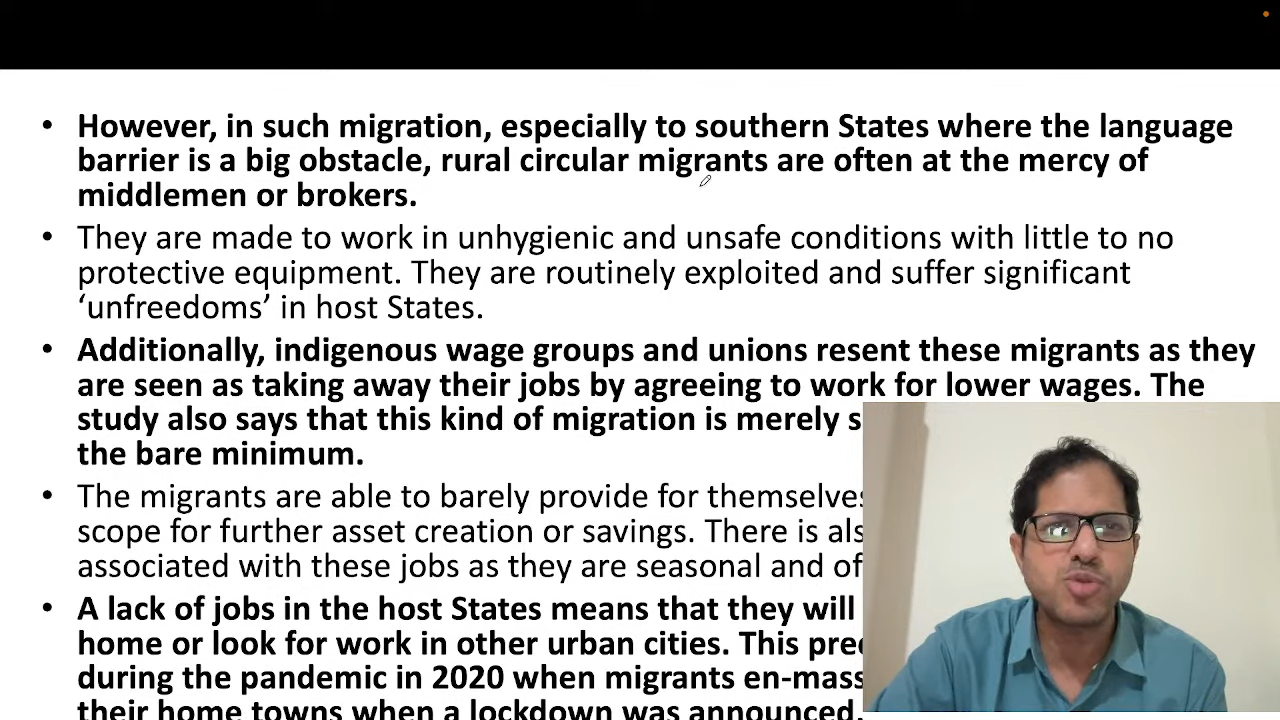 • However, in such migration, especially to southern States where the language
barrier is a big obstacle, rural circular migrants are often at the mercy of
middlemen or brokers.
• They are made to work in unhygienic and unsafe conditions with little to no
protective equipment. They are routinely exploited and suffer significant
‘unfreedoms’ in host States.
• Additionally, indigenous wage groups and unions resent these migrants as they
are seen as taking away their jobs by agreeing to work for lower wages. The
study also says that this kind of migration is merely
the bare minimum.
• The migrants are able to barely provide for themselves
scope for further asset creation or savings. There is
associated with these jobs as they are seasonal and
• A lack of jobs in the host States means that they will
home or look for work in other urban cities. This
during the pandemic in 2020 when migrants
their home towns when a lockdown was announced.